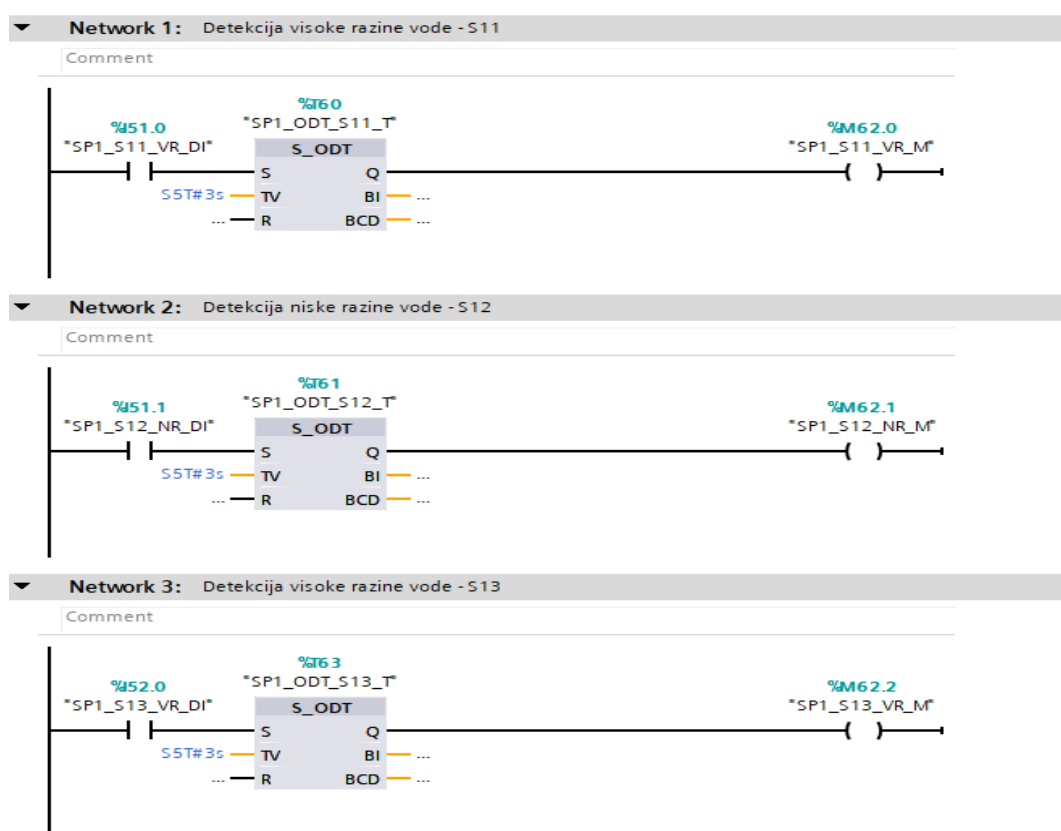 Network 1: Detekcija visoke razine vode - S11
Comment
%T60
"SP1_ODT_S11_T"
%I51.0
"SP1_S11_VR_DI"
%M62.0
"SP1_S11_VR_M"
S_ODT
S Q
S5T#3s TV BI ...
... R BCD ...
Network 2: Detekcija niske razine vode - S12
Comment
%T61
"SP1_ODT_S12_T"
%I51.1
"SP1_S12_NR_DI"
%M62.1
"SP1_S12_NR_M"
S_ODT
S Q
S5T#3s TV BI ...
... R BCD ...
Network 3: Detekcija visoke razine vode - S13
Comment
%T63
"SP1_ODT_S13_T"
%I52.0
"SP1_S13_VR_DI"
%M62.2
"SP1_S13_VR_M"
S_ODT
S Q
S5T#3s TV BI ...
... R BCD ...